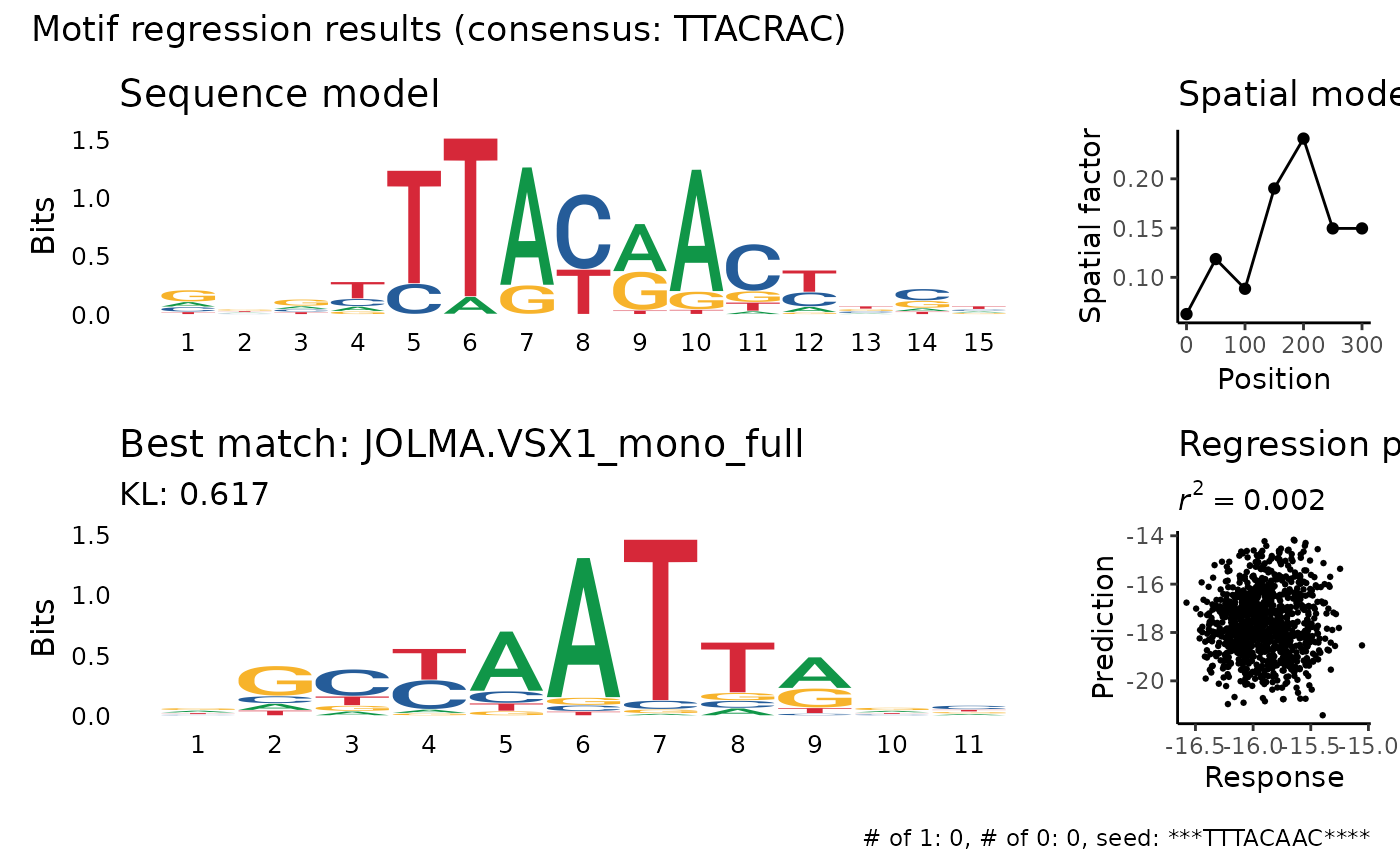 Motif regression results (consensus: TTACRAC)
Sequence model
Bits
1.5
1.0
0.5
0.0
1 2 3 4 5 6 7 8 9 10 11 12 13 14 15
Spatial mode
Spatial factor
0.20
0.15
0.10
0 100 200 300
Position
Best match: JOLMA.VSX1_mono_full
KL: 0.617
Bits
1.5
1.0
0.5
0.0
1 2 3 4 5 6 7 8 9 10 11
Regression p
r² = 0.002
Prediction
-14
-16
-18
-20
-16.5 -16.0 -15.5 -15.0
Response
# of 1: 0, # of 0: 0, seed: ***TTTACAAC****